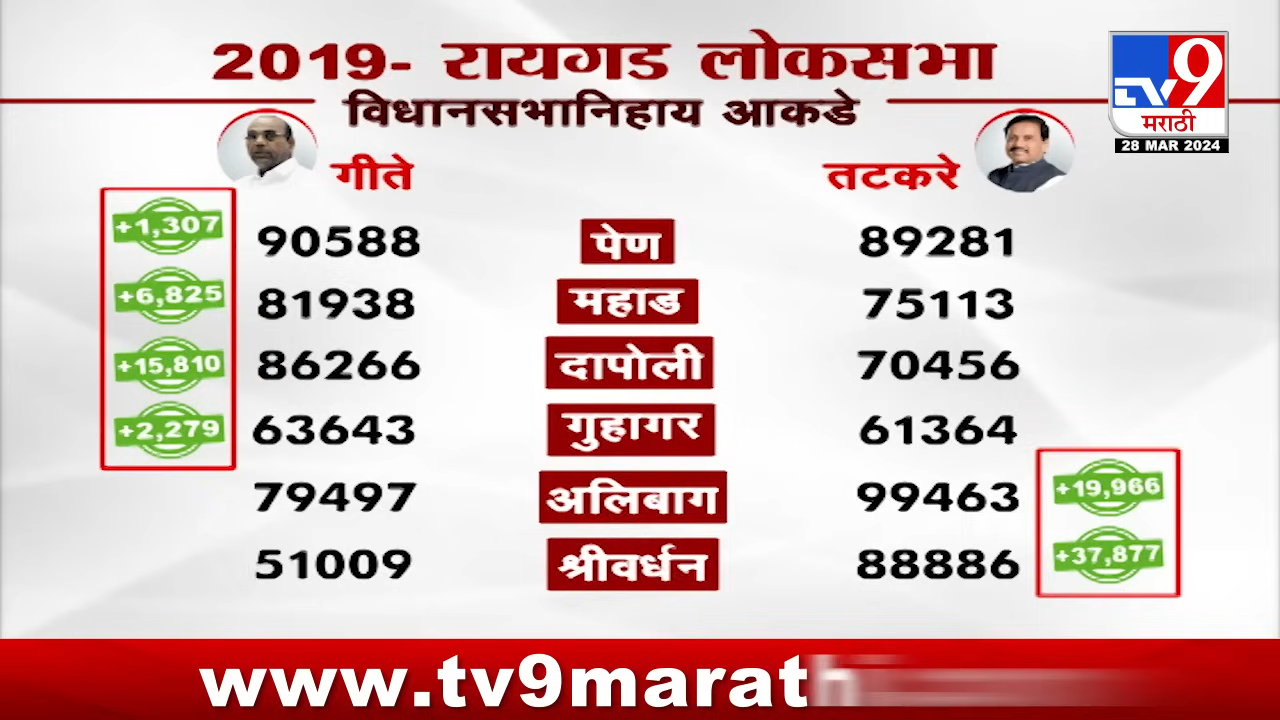 2019- रायगड लोकसभा
विधानसभानिहाय आकडे
TV9
मराठी
28 MAR 2024
गीते तटकरे
+1,307 90588 पेण 89281
+6,825 81938 महाड 75113
+15,810 86266 दापोली 70456
+2,279 63643 गुहागर 61364
79497 अलिबाग 99463 +19,966
51009 श्रीवर्धन 88886 +37,877
www.tv9marath